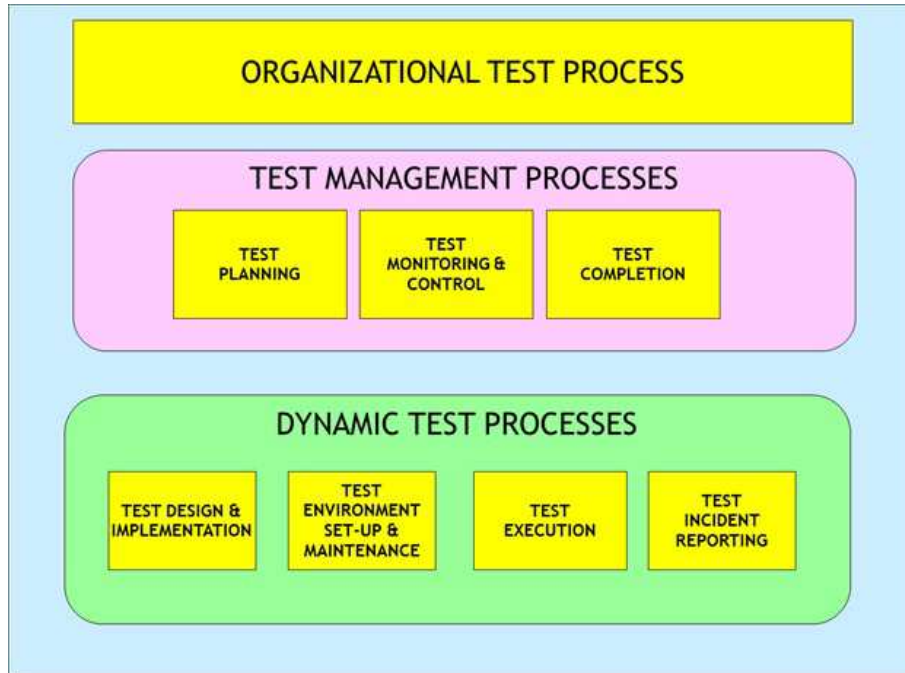 ORGANIZATIONAL TEST PROCESS
TEST MANAGEMENT PROCESSES
TEST
PLANNING
TEST
MONITORING &
CONTROL
TEST
COMPLETION
DYNAMIC TEST PROCESSES
TEST DESIGN &
IMPLEMENTATION
TEST
ENVIRONMENT
SET-UP &
MAINTENANCE
TEST
EXECUTION
TEST
INCIDENT
REPORTING